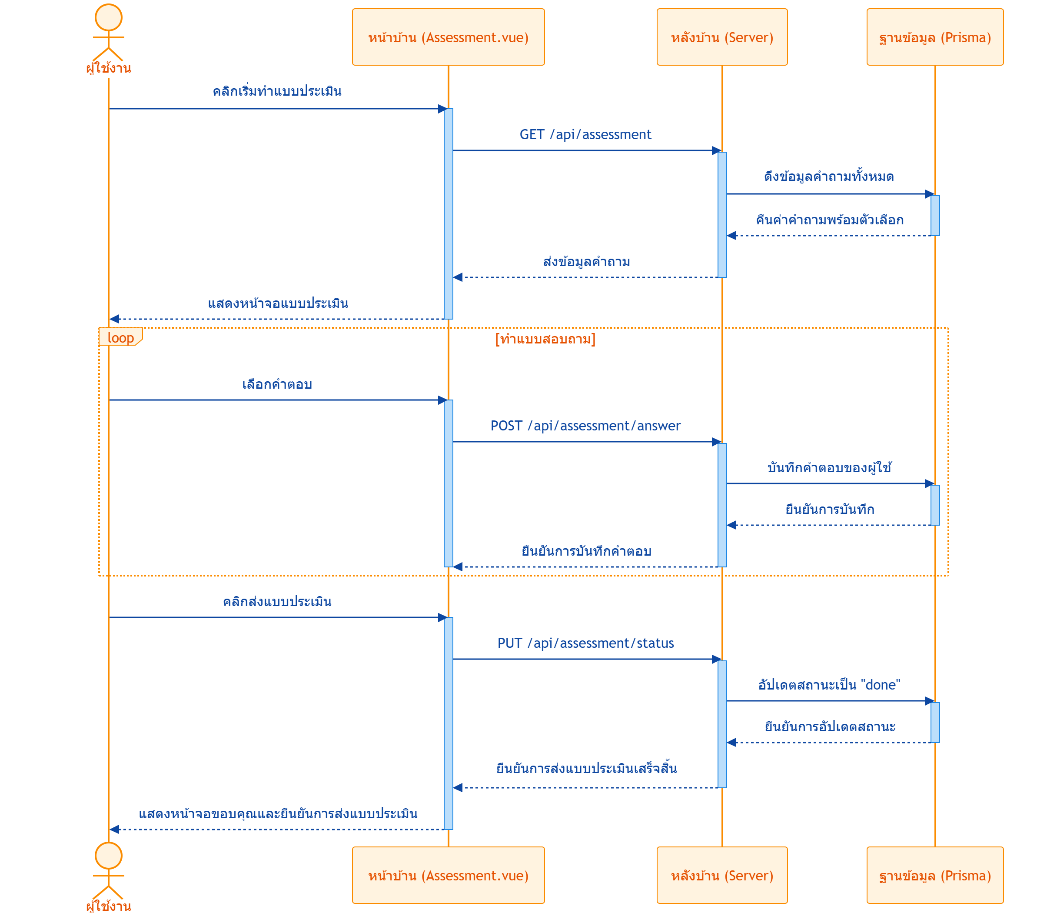 ผู้ใช้งาน
หน้าบ้าน (Assessment.vue)
หลังบ้าน (Server)
ฐานข้อมูล (Prisma)
คลิกเริ่มทำแบบประเมิน
GET /api/assessment
ดึงข้อมูลคำถามทั้งหมด
คืนค่าคำถามพร้อมตัวเลือก
ส่งข้อมูลคำถาม
แสดงหน้าจอแบบประเมิน
loop
[ทำแบบสอบถาม]
เลือกคำตอบ
POST /api/assessment/answer
บันทึกคำตอบของผู้ใช้
ยืนยันการบันทึก
ยืนยันการบันทึกคำตอบ
คลิกส่งแบบประเมิน
PUT /api/assessment/status
อัปเดตสถานะเป็น "done"
ยืนยันการอัปเดตสถานะ
ยืนยันการส่งแบบประเมินเสร็จสิ้น
แสดงหน้าจอขอบคุณและยืนยันการส่งแบบประเมิน
ผู้ใช้งาน
หน้าบ้าน (Assessment.vue)
หลังบ้าน (Server)
ฐานข้อมูล (Prisma)